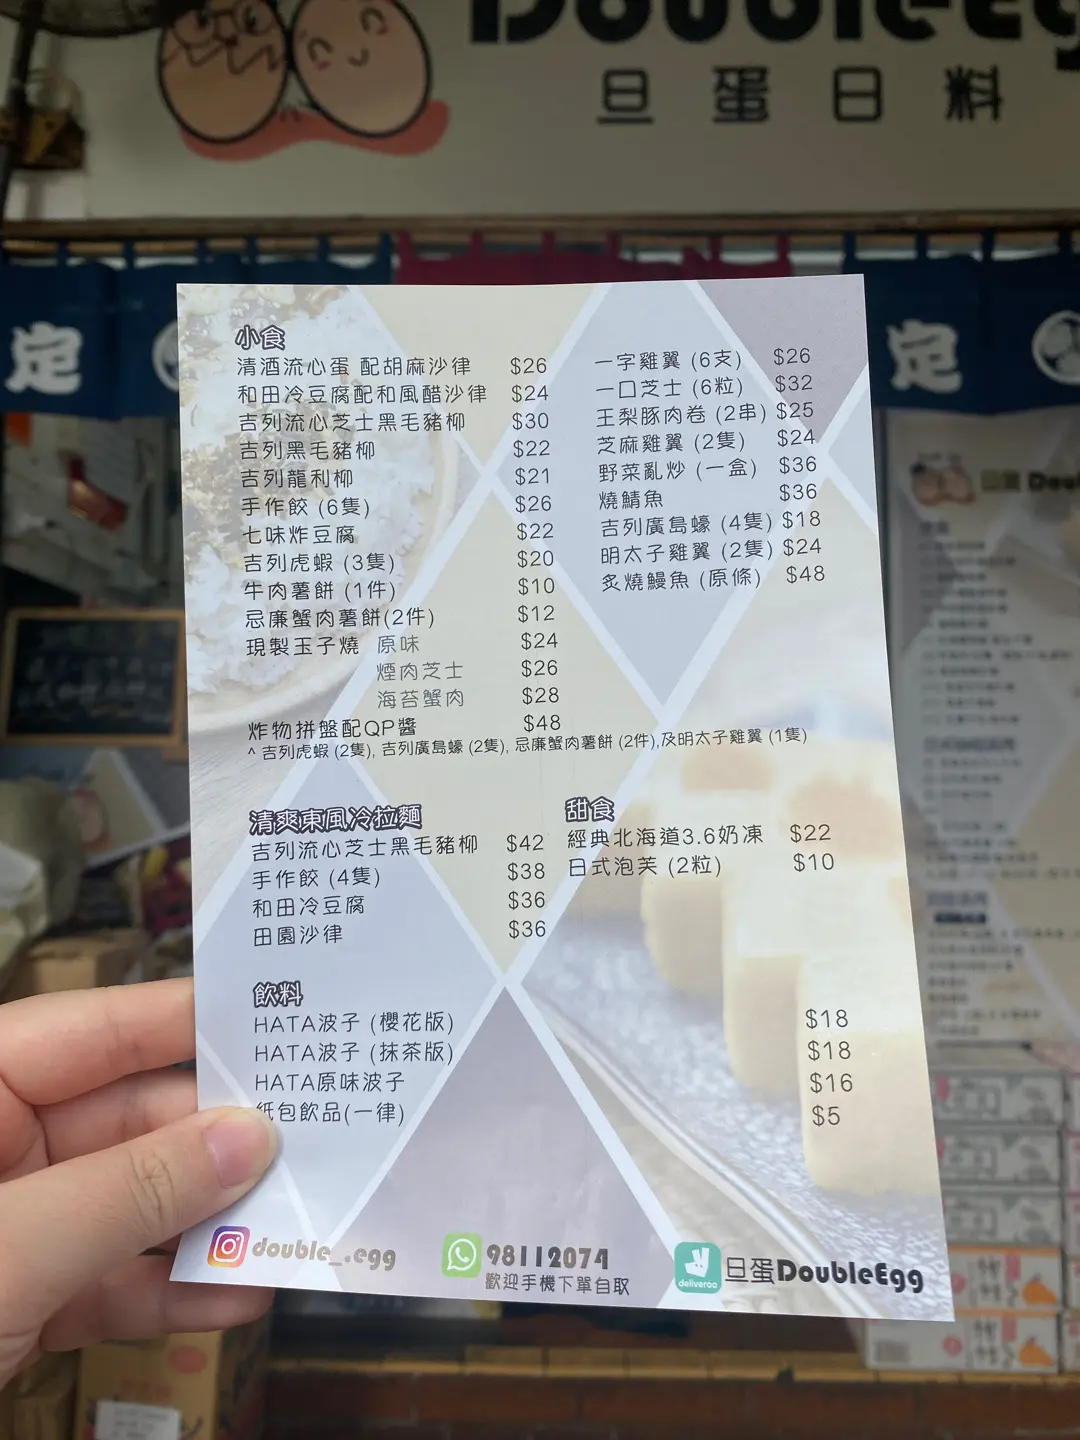 DoubleEgg
旦蛋日料
定
定
小食
清酒流心蛋 配胡麻沙律 $26
和田冷豆腐配和風醋沙律 $24
吉列流心芝士黑毛豬柳 $30
吉列黑毛豬柳 $22
吉列龍利柳 $21
手作餃 (6隻) $26
七味炸豆腐 $22
吉列虎蝦 (3隻) $20
牛肉薯餅 (1件) $10
忌廉蟹肉薯餅(2件) $12
現製玉子燒 原味 $24
煙肉芝士 $26
海苔蟹肉 $28
炸物拼盤配QP醬 $48
^ 吉列虎蝦 (2隻), 吉列廣島蠔 (2隻), 忌廉蟹肉薯餅 (2件),及明太子雞翼 (1隻)
一字雞翼 (6支) $26
一口芝士 (6粒) $32
王梨豚肉卷 (2串) $25
芝麻雞翼 (2隻) $24
野菜亂炒 (一盒) $36
燒鯖魚 $36
吉列廣島蠔 (4隻) $18
明太子雞翼 (2隻) $24
炙燒鰻魚 (原條) $48
清爽東風冷拉麵
吉列流心芝士黑毛豬柳 $42
手作餃 (4隻) $38
和田冷豆腐 $36
田園沙律 $36
甜食
經典北海道3.6奶凍 $22
日式泡芙 (2粒) $10
飲料
HATA波子 (櫻花版) $18
HATA波子 (抹茶版) $18
HATA原味波子 $16
紙包飲品(一律) $5
double_.egg
98112074
歡迎手機下單自取
deliveroo
旦蛋DoubleEgg